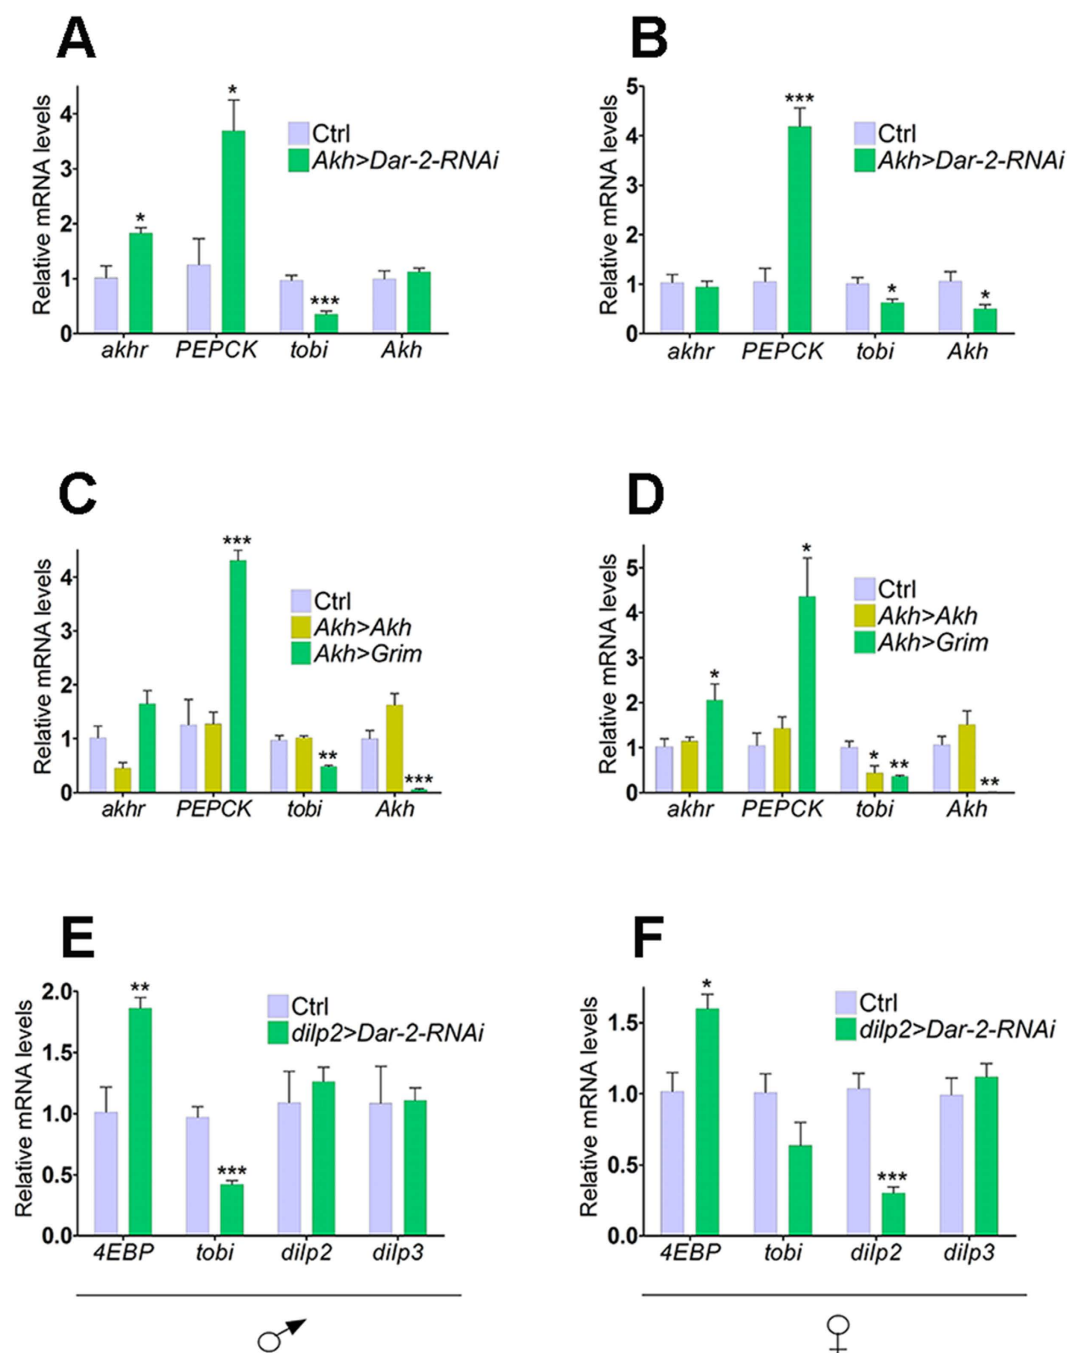 A
Relative mRNA levels
4
3
2
1
0
*
*
***
Ctrl
Akh>Dar-2-RNAi
akhr PEPCK tobi Akh
B
Relative mRNA levels
5
4
3
2
1
0
***
*
*
Ctrl
Akh>Dar-2-RNAi
akhr PEPCK tobi Akh
C
Relative mRNA levels
4
3
2
1
0
***
**
***
Ctrl
Akh>Akh
Akh>Grim
akhr PEPCK tobi Akh
D
Relative mRNA levels
5
4
3
2
1
0
*
*
*
**
**
Ctrl
Akh>Akh
Akh>Grim
akhr PEPCK tobi Akh
E
Relative mRNA levels
2.0
1.5
1.0
0.5
0.0
**
***
Ctrl
dilp2>Dar-2-RNAi
4EBP tobi dilp2 dilp3
♂
F
Relative mRNA levels
1.5
1.0
0.5
0.0
*
***
Ctrl
dilp2>Dar-2-RNAi
4EBP tobi dilp2 dilp3
♀